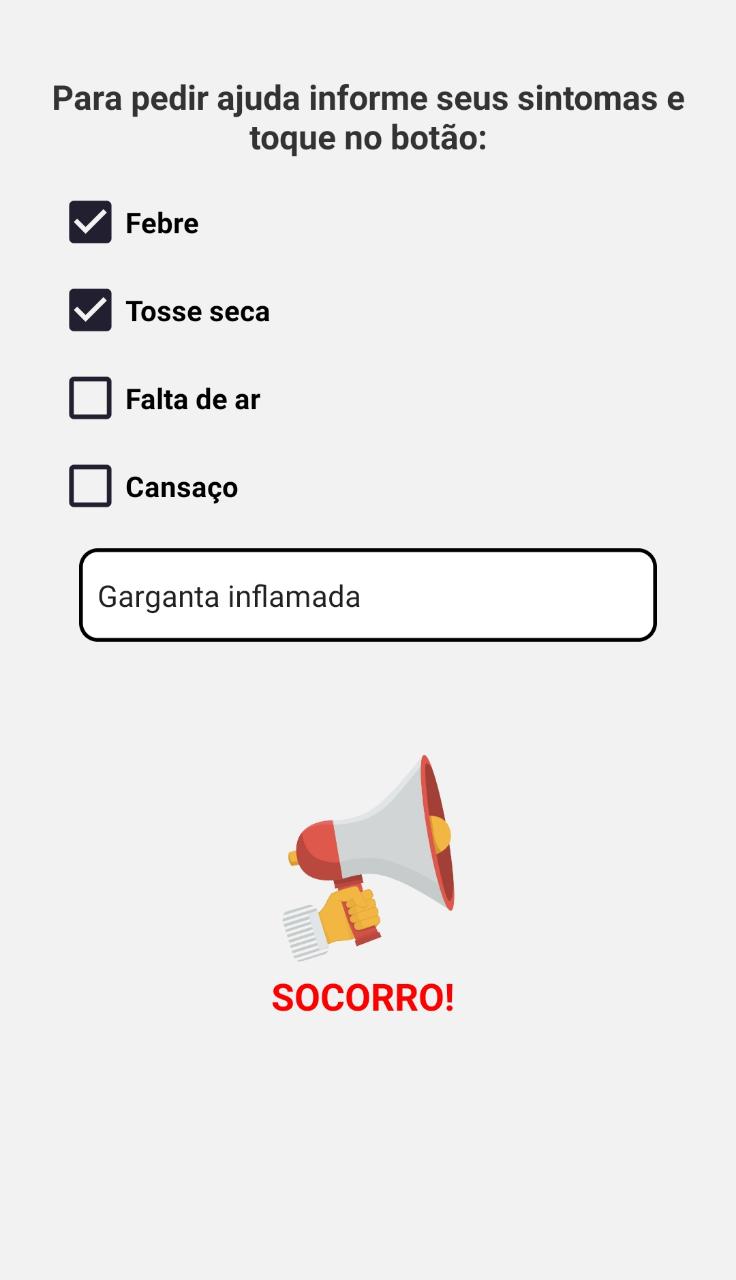 Para pedir ajuda informe seus sintomas e
toque no botão:
Febre
Tosse seca
Falta de ar
Cansaço
Garganta inflamada
SOCORRO!